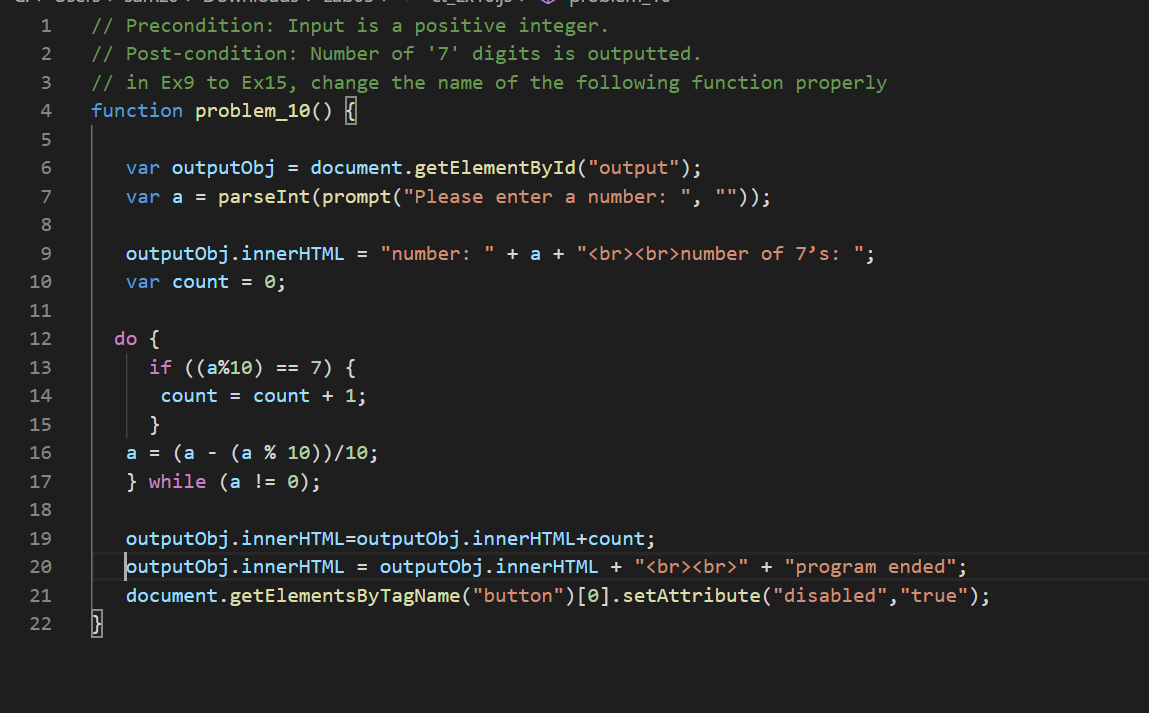 1 // Precondition: Input is a positive integer.
2 // Post-condition: Number of '7' digits is outputted.
3 // in Ex9 to Ex15, change the name of the following function properly
4 function problem_10() {
5
6 var outputObj = document.getElementById("output");
7 var a = parseInt(prompt("Please enter a number: ", ""));
8
9 outputObj.innerHTML = "number: " + a + "<br><br>number of 7’s: ";
10 var count = 0;
11
12 do {
13 if ((a%10) == 7) {
14 count = count + 1;
15 }
16 a = (a - (a % 10))/10;
17 } while (a != 0);
18
19 outputObj.innerHTML=outputObj.innerHTML+count;
20 outputObj.innerHTML = outputObj.innerHTML + "<br><br>" + "program ended";
21 document.getElementsByTagName("button")[0].setAttribute("disabled","true");
22 }